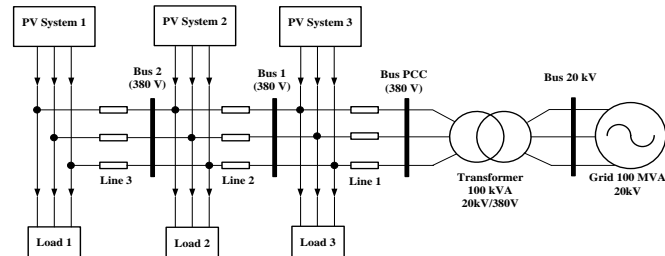 PV System 1
PV System 2
PV System 3
Bus 2
(380 V)
Bus 1
(380 V)
Bus PCC
(380 V)
Bus 20 kV
Line 3
Line 2
Line 1
Transformer
100 kVA
20kV/380V
Grid 100 MVA
20kV
Load 1
Load 2
Load 3